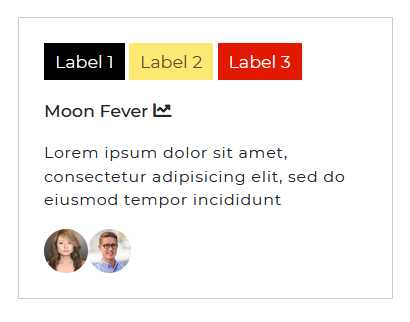 Label 1 Label 2 Label 3
Moon Fever
Lorem ipsum dolor sit amet,
consectetur adipisicing elit, sed do
eiusmod tempor incididunt